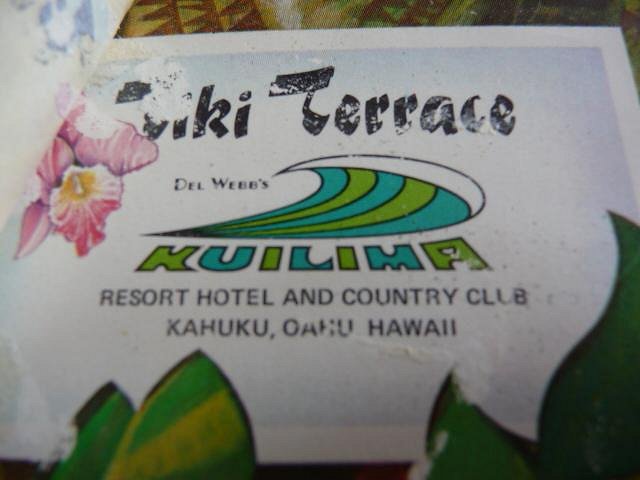 Tiki Terrace
DEL WEBB'S
KUILIMA
RESORT HOTEL AND COUNTRY CLUB
KAHUKU, OAHU HAWAII